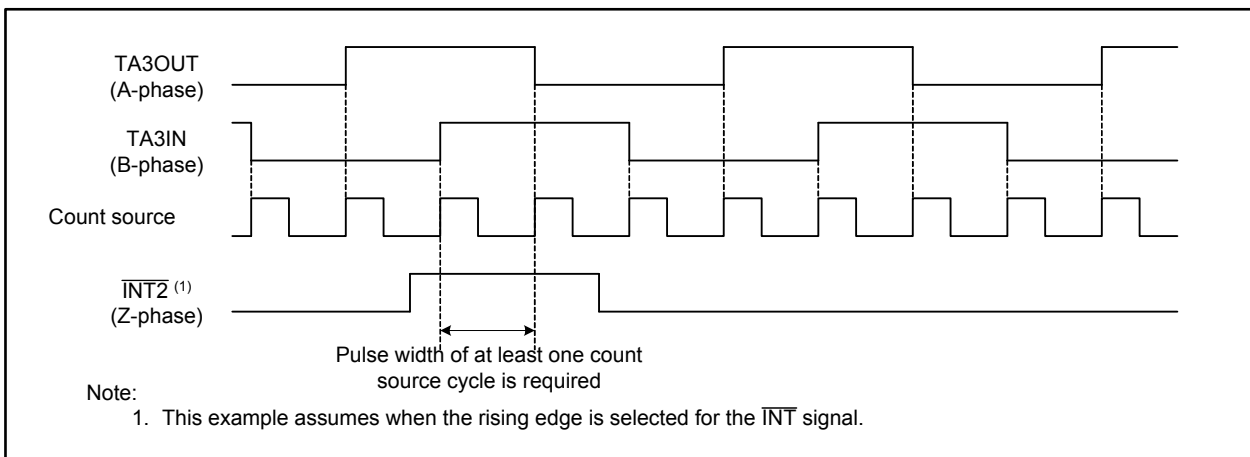 TA3OUT
(A-phase)
TA3IN
(B-phase)
Count source
INT2 (1)
(Z-phase)
Pulse width of at least one count
source cycle is required
Note:
1. This example assumes when the rising edge is selected for the INT signal.